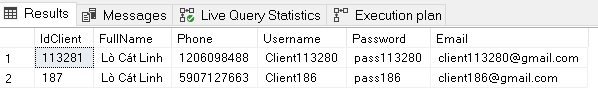 Results Messages Live Query Statistics Execution plan
IdClient FullName Phone Username Password Email
1 113281 Lò Cát Linh 1206098488 Client113280 pass113280 client113280@gmail.com
2 187 Lò Cát Linh 5907127663 Client186 pass186 client186@gmail.com